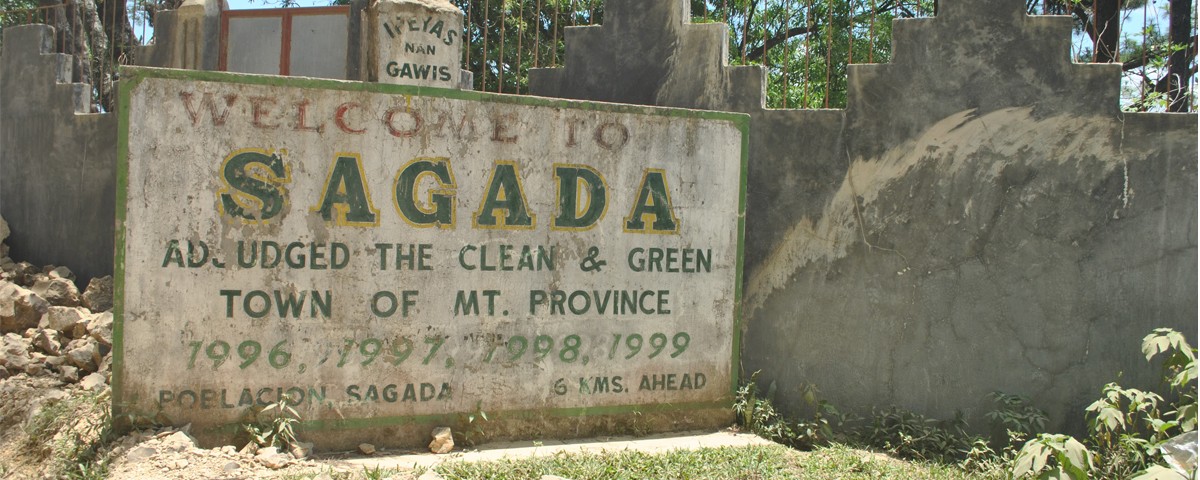 IPEYAS
NAN
GAWIS
WELCOME TO
SAGADA
ADJUDGED THE CLEAN & GREEN
TOWN OF MT. PROVINCE
1996, 1997, 1998, 1999
POBLACION, SAGADA 6 KMS. AHEAD